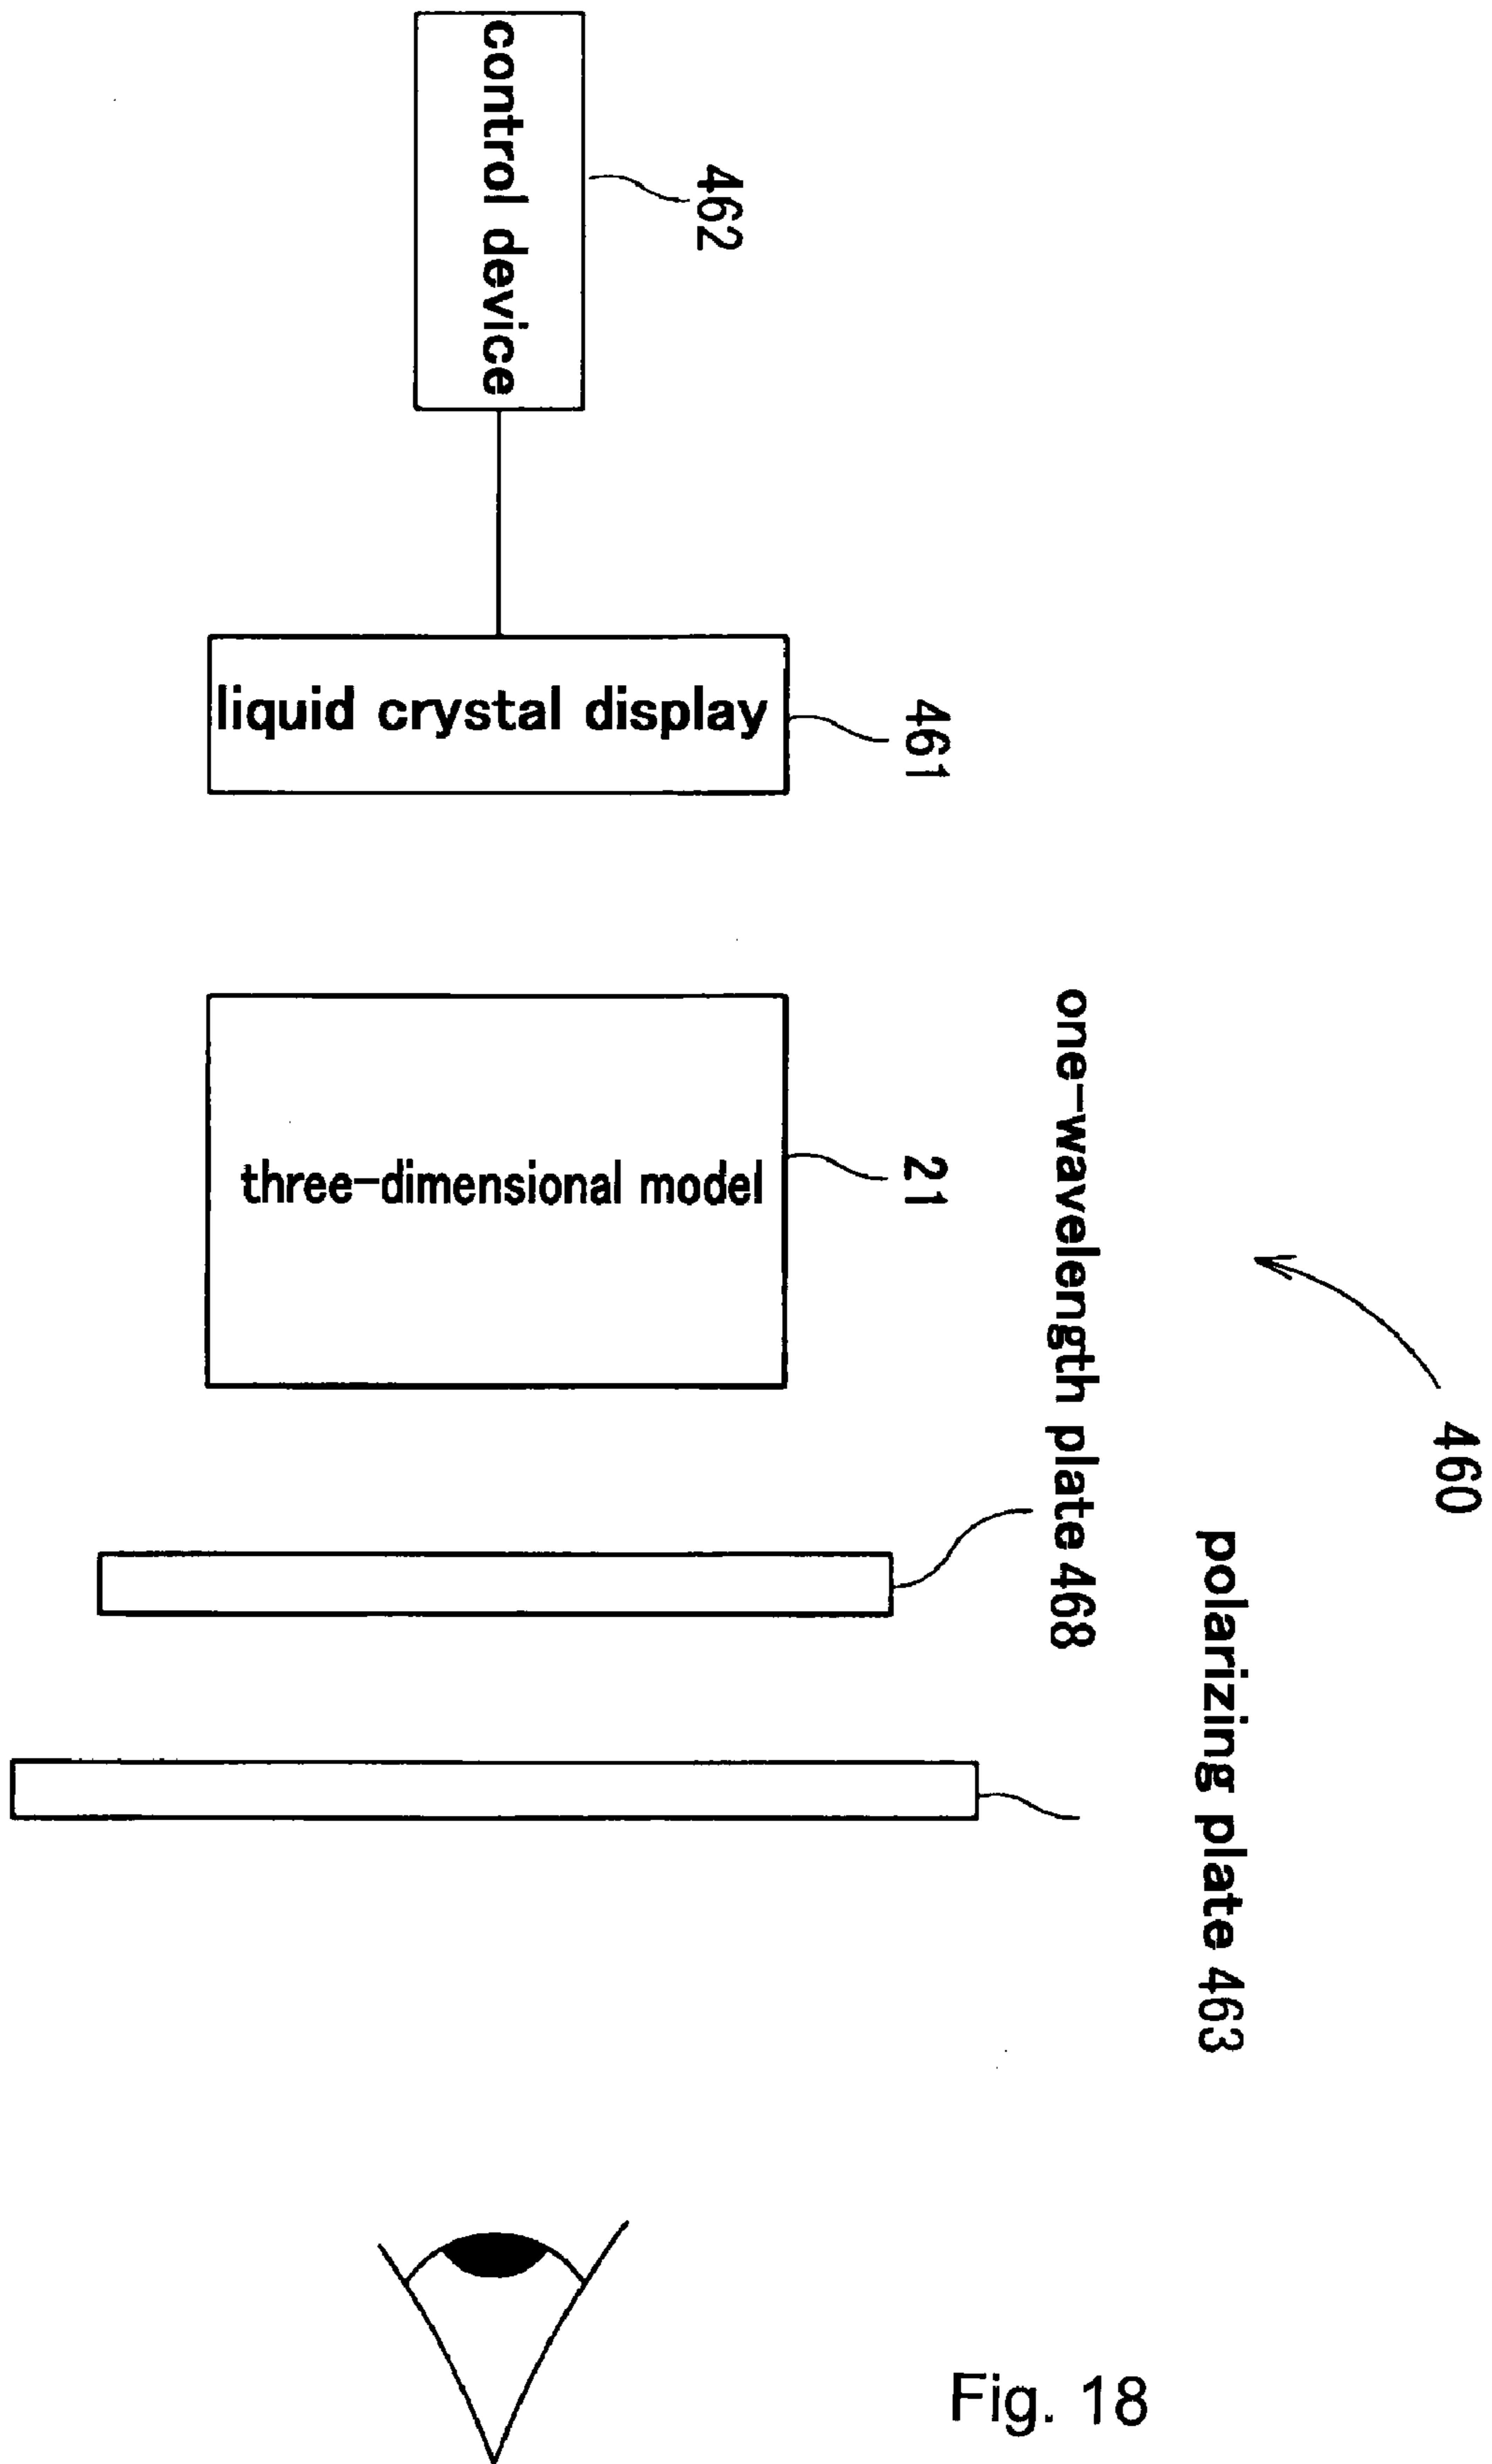 control device
462
liquid crystal display
461
three-dimensional model
21
one-wavelength plate 468
460
polarizing plate 463
Fig. 18